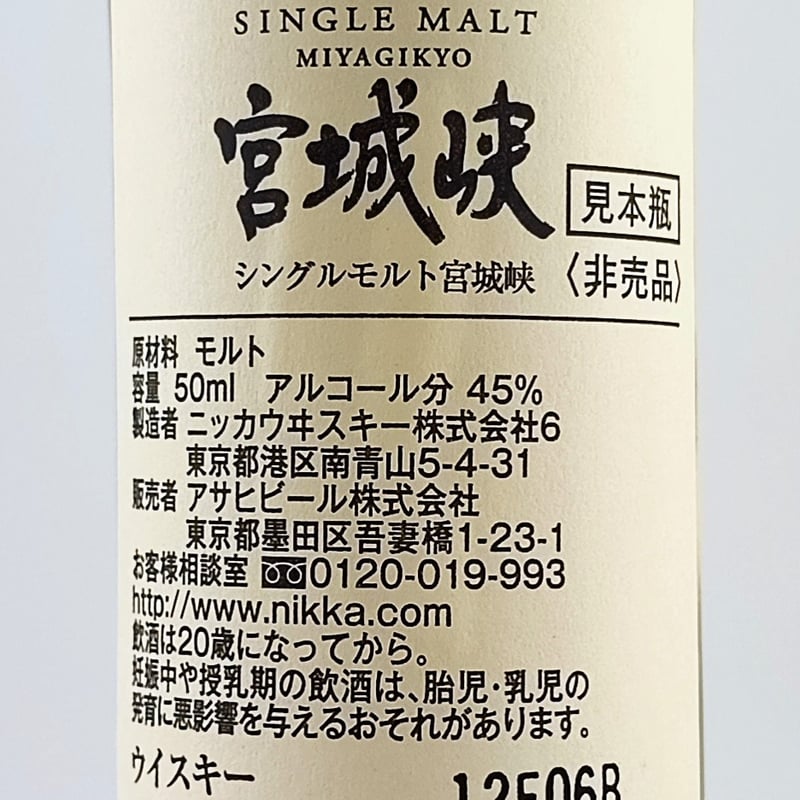 SINGLE MALT
MIYAGIKYO
宮城峡
見本瓶
シングルモルト宮城峡 〈非売品〉
原材料 モルト
容量 50ml アルコール分 45%
製造者 ニッカウヰスキー株式会社6
東京都港区南青山5-4-31
販売者 アサヒビール株式会社
東京都墨田区吾妻橋1-23-1
お客様相談室 0120-019-993
http://www.nikka.com
飲酒は20歳になってから。
妊娠中や授乳期の飲酒は、胎児・乳児の
発育に悪影響を与えるおそれがあります。
ウイスキー
12F06B